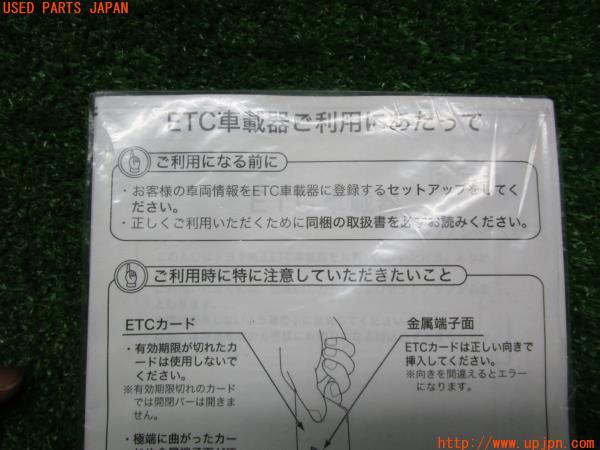 USED PARTS JAPAN
ETC車載器ご利用にあたって
ご利用になる前に
・お客様の車両情報をETC車載器に登録するセットアップをしてく
ださい。
・正しくご利用いただくために同梱の取扱書を必ずお読みください。
ご利用時に特に注意していただきたいこと
ETCカード
・有効期限が切れたカ
ードは使用しないで
ください。
※有効期限切れのカード
では開閉バーは開きま
せん。
・極端に曲がったカー
金属端子面
ETCカードは正しい向きで
挿入してください。
※向きを間違えるとエラー
になります。
http://www.upjpn.com/